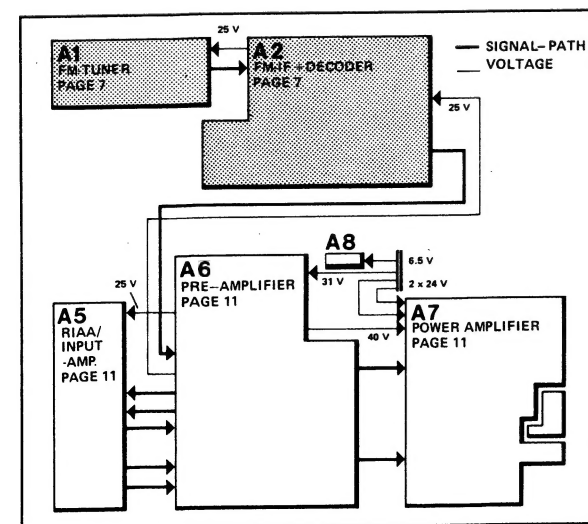 25 V
A1
FM-TUNER
PAGE 7
A2
FM-IF + DECODER
PAGE 7
SIGNAL-PATH
VOLTAGE
25 V
A8
6.5 V
31 V
2 x 24 V
A6
PRE-AMPLIFIER
PAGE 11
25 V
A5
RIAA/
INPUT
-AMP.
PAGE 11
40 V
A7
POWER AMPLIFIER
PAGE 11